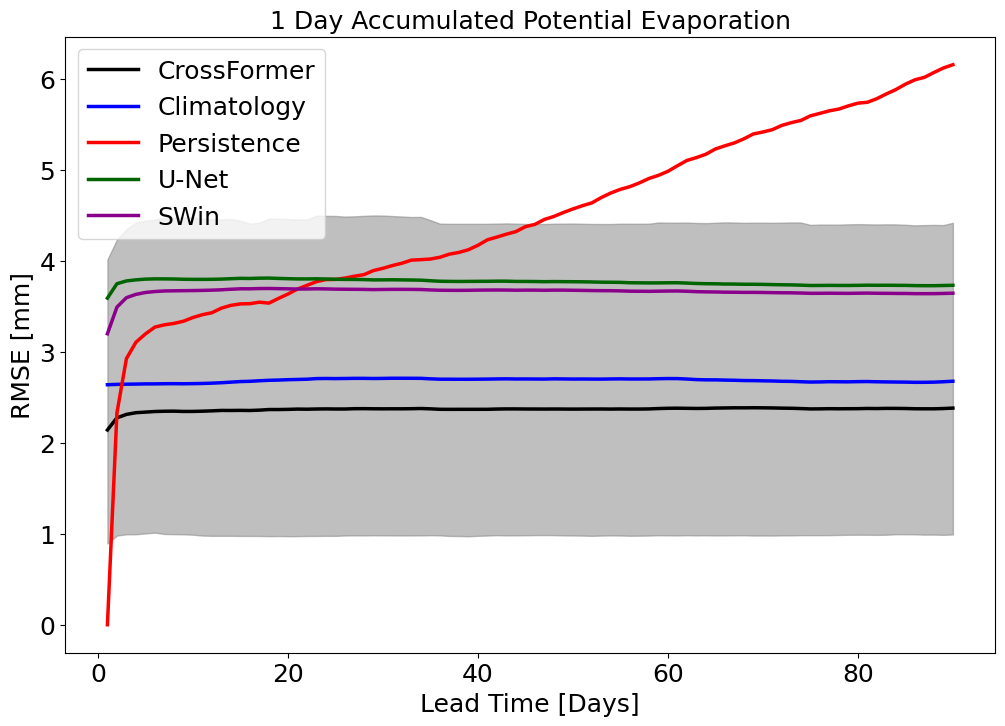 1 Day Accumulated Potential Evaporation
CrossFormer
Climatology
Persistence
U-Net
SWin
RMSE [mm]
6
5
4
3
2
1
0
0 20 40 60 80
Lead Time [Days]